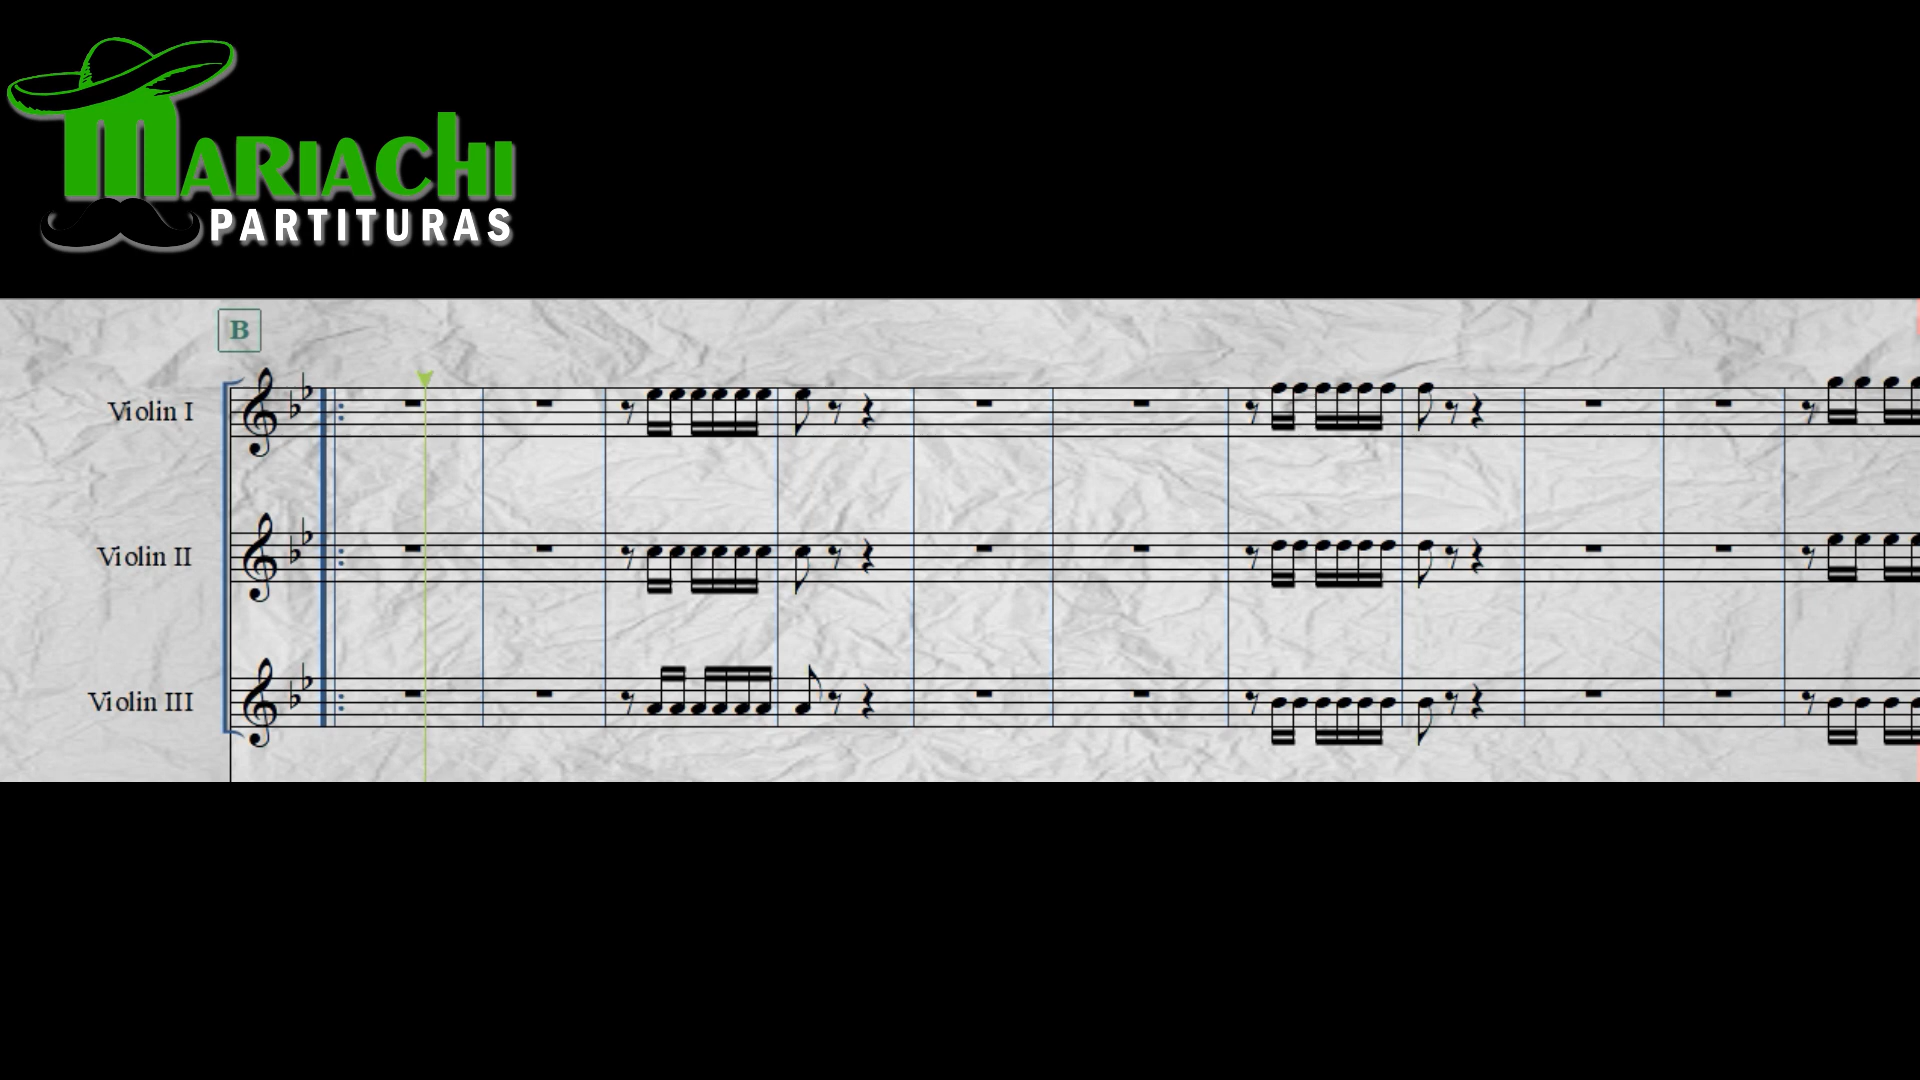 MARIACHI
PARTITURAS
B
Violin I
Violin II
Violin III